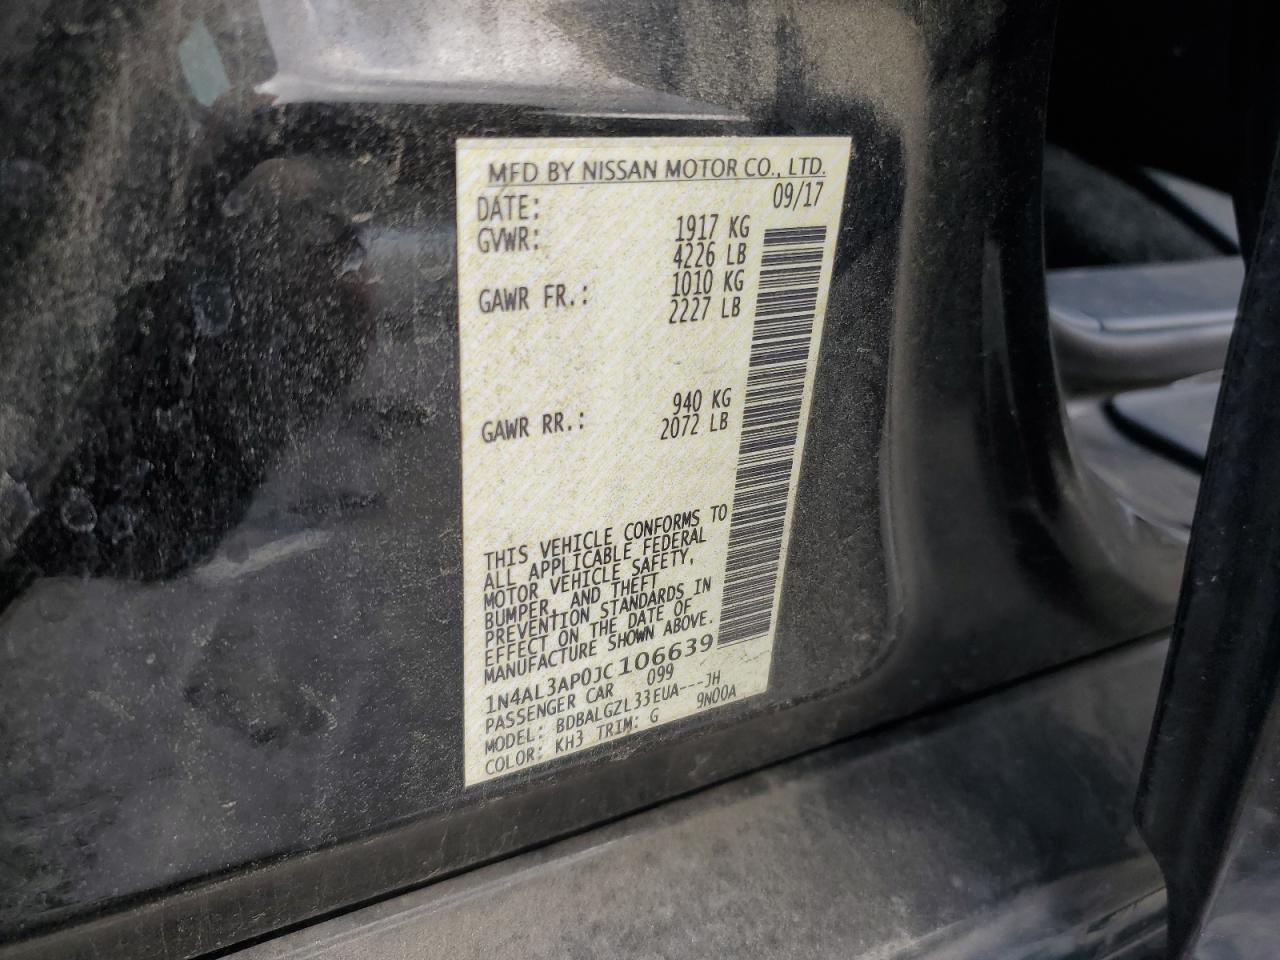 MFD BY NISSAN MOTOR CO., LTD.
DATE: 09/17
GVWR: 1917 KG
4226 LB
GAWR FR.: 1010 KG
2227 LB
GAWR RR.: 940 KG
2072 LB
THIS VEHICLE CONFORMS TO
ALL APPLICABLE FEDERAL
MOTOR VEHICLE SAFETY,
BUMPER, AND THEFT
PREVENTION STANDARDS IN
EFFECT ON THE DATE OF
MANUFACTURE SHOWN ABOVE.
1N4AL3AP0JC106639
PASSENGER CAR 099
MODEL: BDBALGZL33EUA---JH
COLOR: KH3 TRIM: G 9N00A